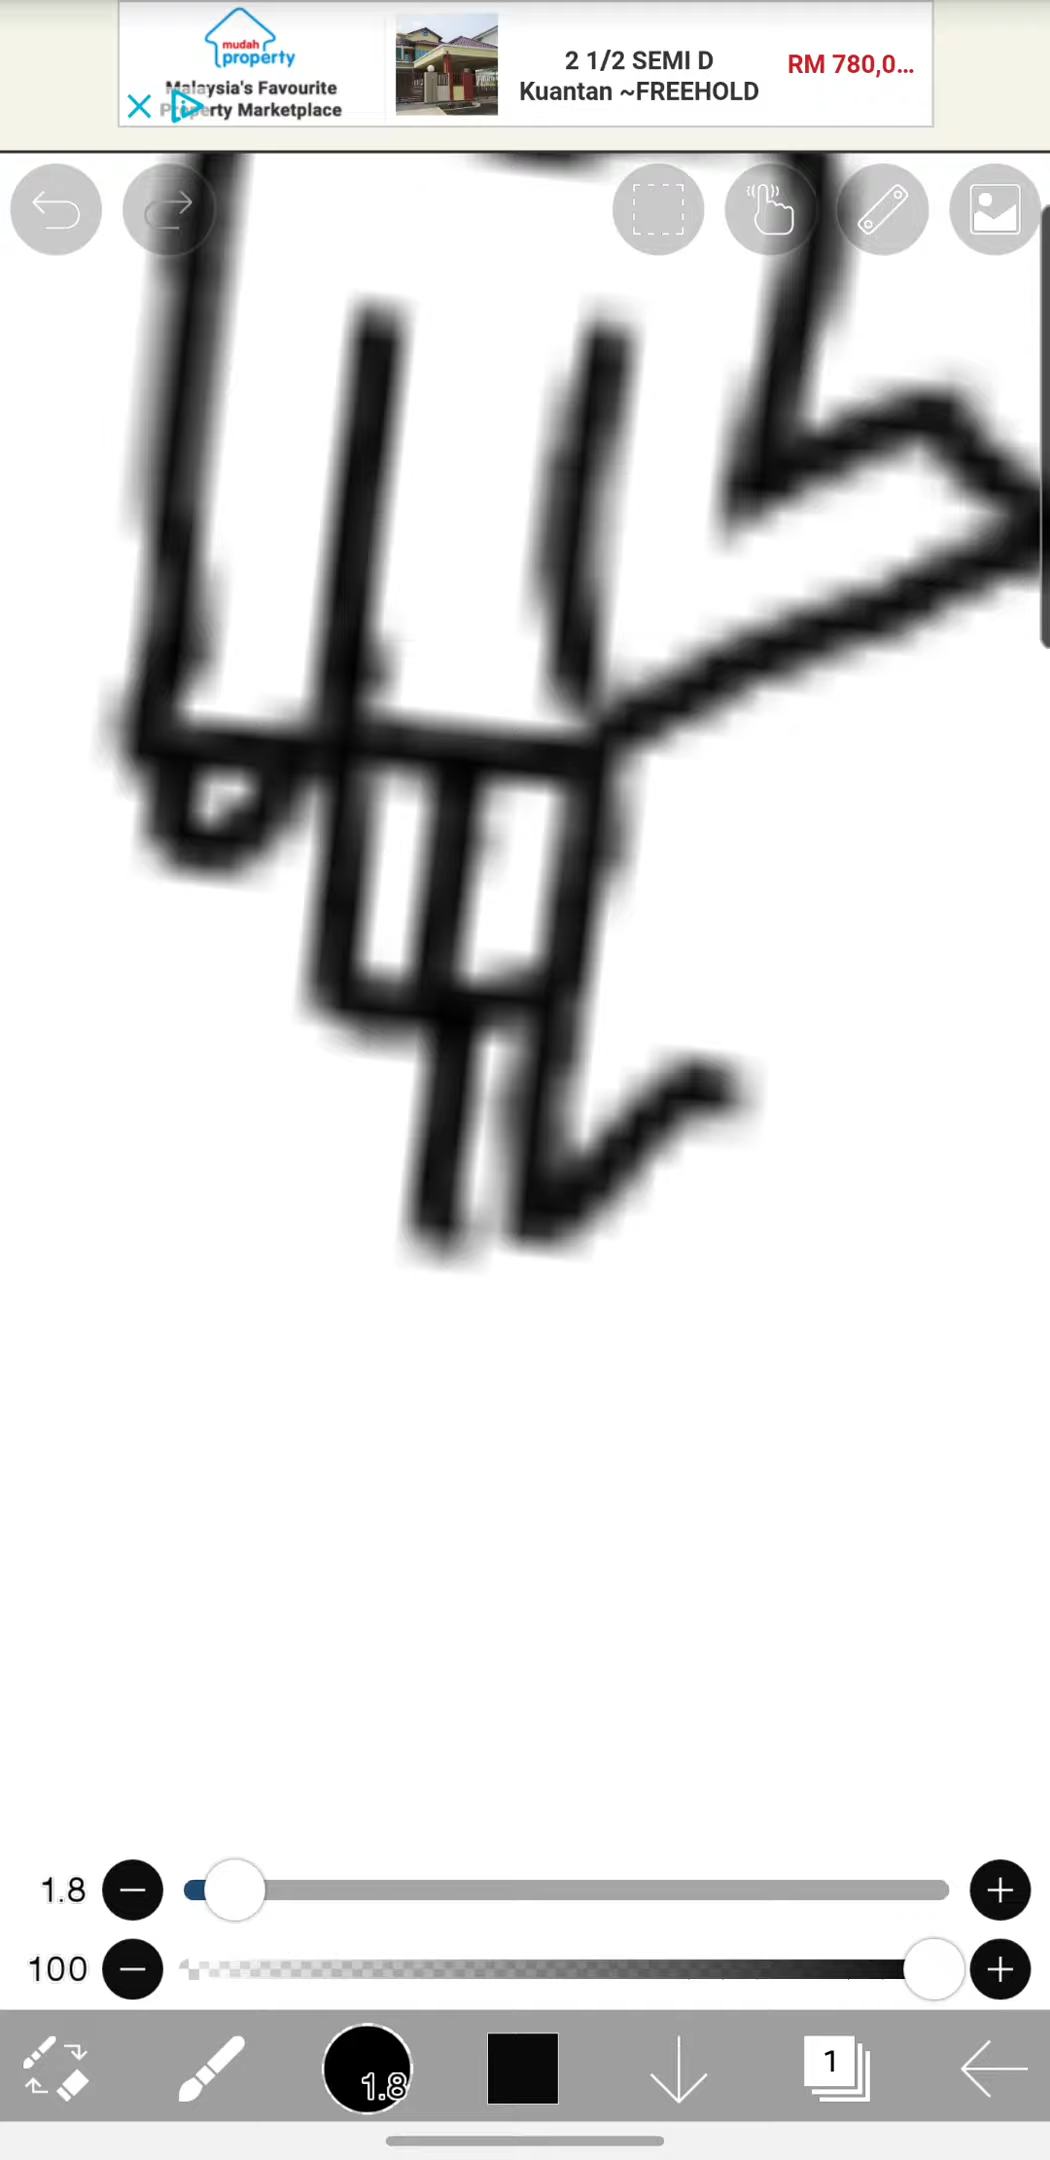 mudah
property
Malaysia's Favourite
Property Marketplace
2 1/2 SEMI D
Kuantan ~FREEHOLD
RM 780,0...
1.8
100
1.8
1